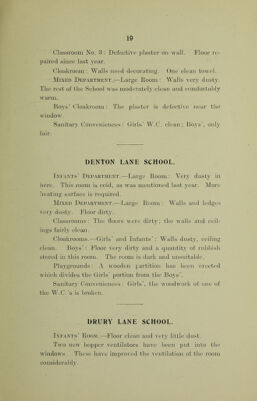 19
Classroom No. 3: Defective plaster on wall. Floor re-
paired since last year.
Cloakroom: Walls need decorating. One clean towel.
Mixed Department.—Large Room: Walls very dusty.
The rest of the School was moderately clean and comfortably
warm.
Boys' Cloakroom: The plaster is defective near the
window
Sanitary Conveniences: Girls' W.C. clean; Boys', only
fair.
DENTON LANE SCHOOL.
Infants' Department.—Large Room: Very dusty in
here. This room is cold, as was mentioned last year. More
heating surface is required.
Mixed Department.—Large Room: Walls and ledges
very dusty. Floor dirty.
Classrooms: The floors were dirty; the walls and ceil-
ings fairly clean.
Cloakrooms.—Girls' and Infants': Walls dusty, ceiling
clean. Boys': Floor very dirty and a quantity of rubbish
stored in this room. The room is dark and unsuitable.
Playgrounds: A wooden partition has been erected
which divides the Girls' portion from the Boys'.
Sanitary Conveniences: Girls', the woodwork of one of
the W.C.'s is broken.
DRURY LANE SCHOOL.
Infants' Room.—Floor clean and very little dust.
Two new hopper ventilators have been put into the
windows. These have improved the ventilation of the room
considerably.